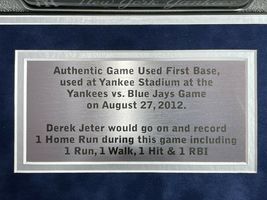 Authentic Game Used First Base,
used at Yankee Stadium at the
Yankees vs. Blue Jays Game
on August 27, 2012.
Derek Jeter would go on and record
1 Home Run during this game including
1 Run, 1 Walk, 1 Hit & 1 RBI